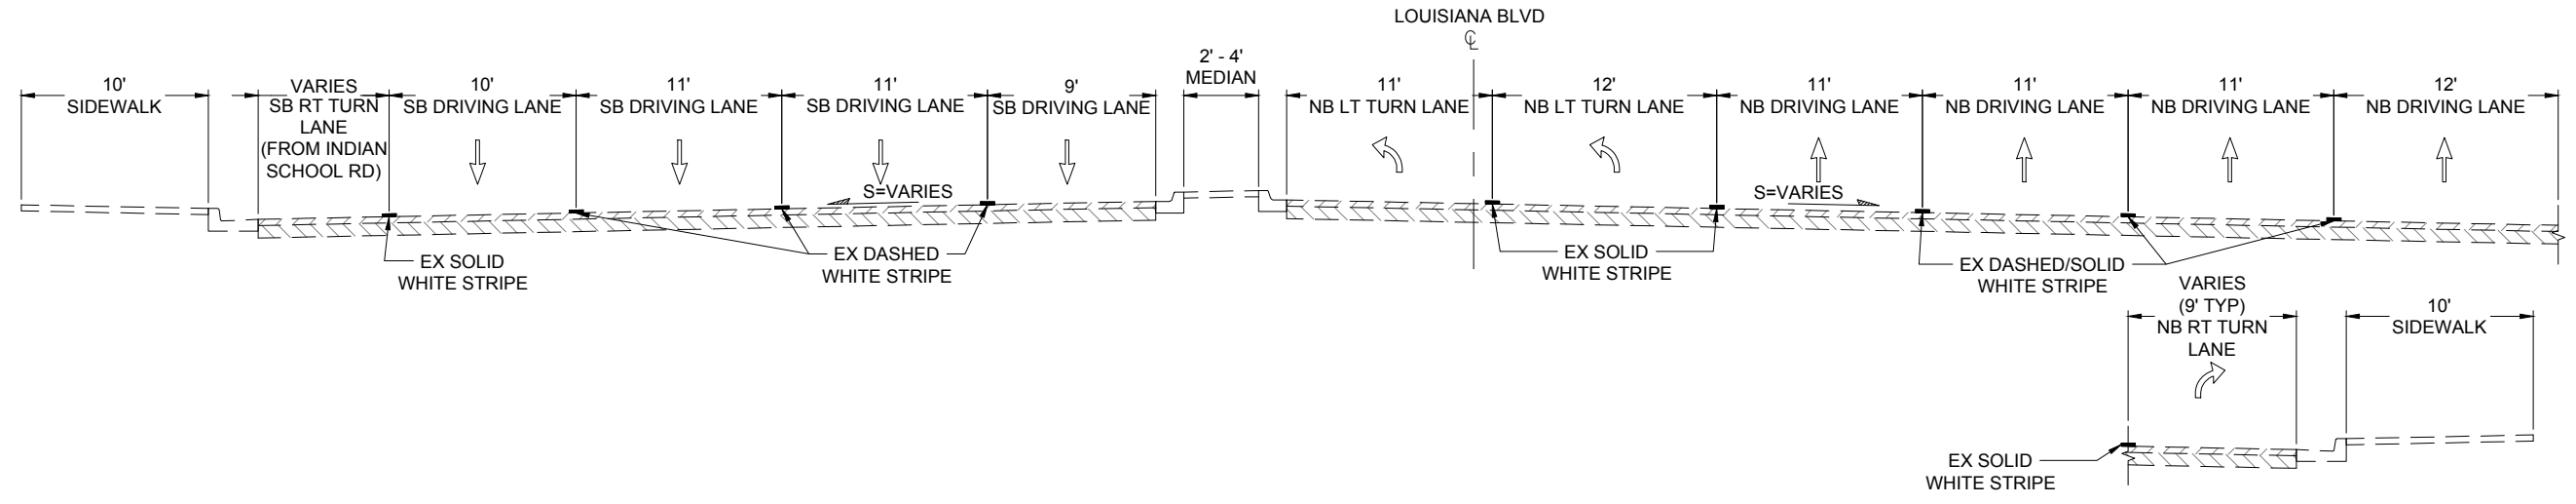 LOUISIANA BLVD
℄
10'
SIDEWALK
VARIES
SB RT TURN
LANE
(FROM INDIAN
SCHOOL RD)
10'
SB DRIVING LANE
11'
SB DRIVING LANE
11'
SB DRIVING LANE
9'
SB DRIVING LANE
2' - 4'
MEDIAN
11'
NB LT TURN LANE
12'
NB LT TURN LANE
11'
NB DRIVING LANE
11'
NB DRIVING LANE
11'
NB DRIVING LANE
12'
NB DRIVING LANE
S=VARIES
S=VARIES
EX SOLID
WHITE STRIPE
EX DASHED
WHITE STRIPE
EX SOLID
WHITE STRIPE
EX DASHED/SOLID
WHITE STRIPE
VARIES
(9' TYP)
NB RT TURN
LANE
10'
SIDEWALK
EX SOLID
WHITE STRIPE